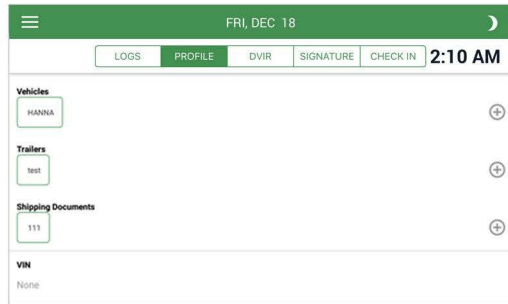 FRI, DEC 18
LOGS PROFILE DVIR SIGNATURE CHECK IN 2:10 AM
Vehicles
HANNA
Trailers
test
Shipping Documents
111
VIN
None